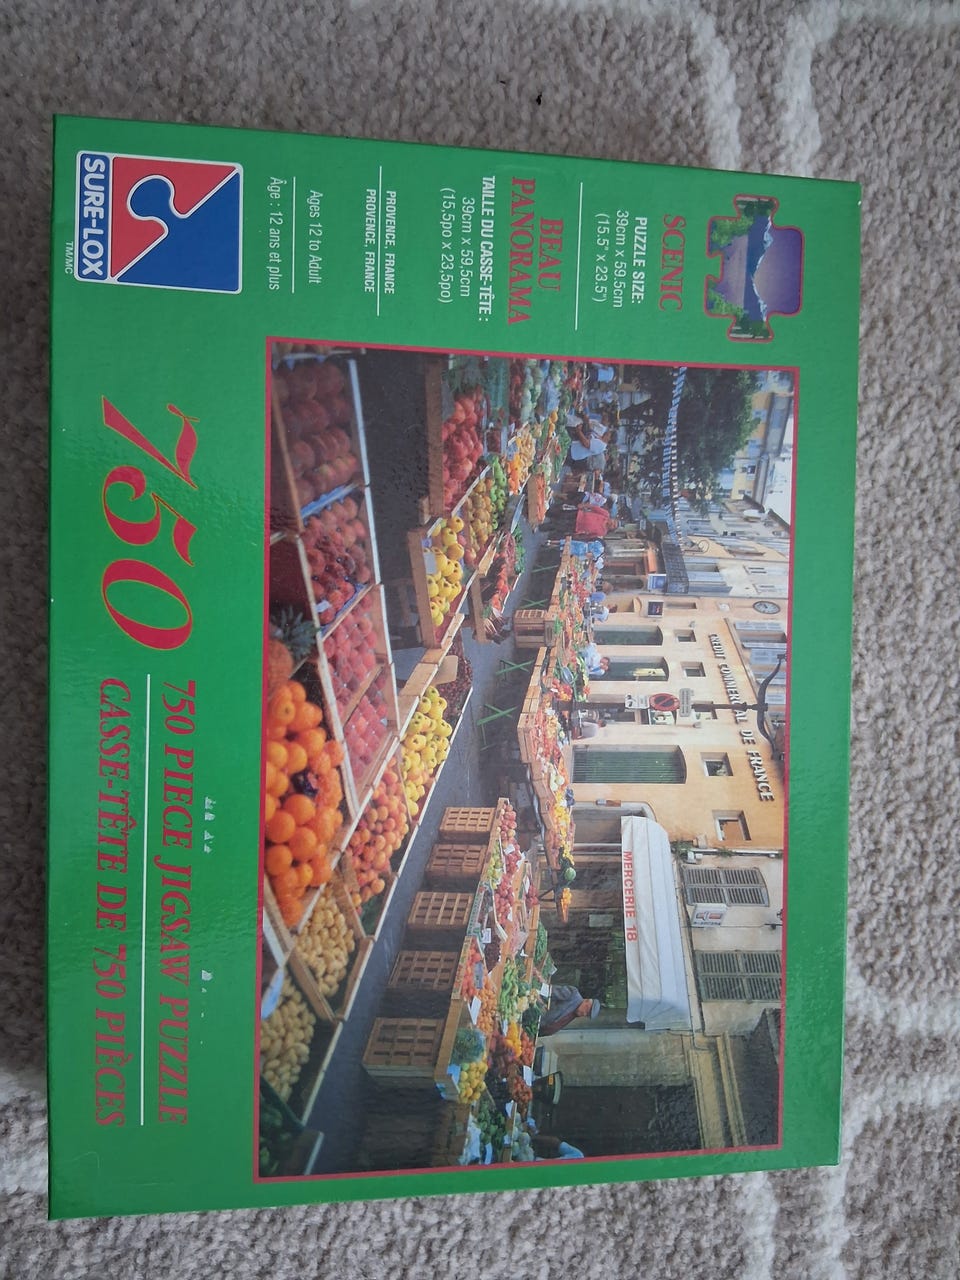 SCENIC
PUZZLE SIZE:
39cm x 59.5cm
(15.5" x 23.5")
BEAU
PANORAMA
TAILLE DU CASSE-TÊTE :
39cm x 59,5cm
(15,5po x 23,5po)
PROVENCE, FRANCE
PROVENCE, FRANCE
Ages 12 to Adult
Âge : 12 ans et plus
SURE-LOX
TM/MC
CREDIT COMMERCIAL DE FRANCE
MERCERIE 18
750
750 PIECE JIGSAW PUZZLE
CASSE-TÊTE DE 750 PIÈCES